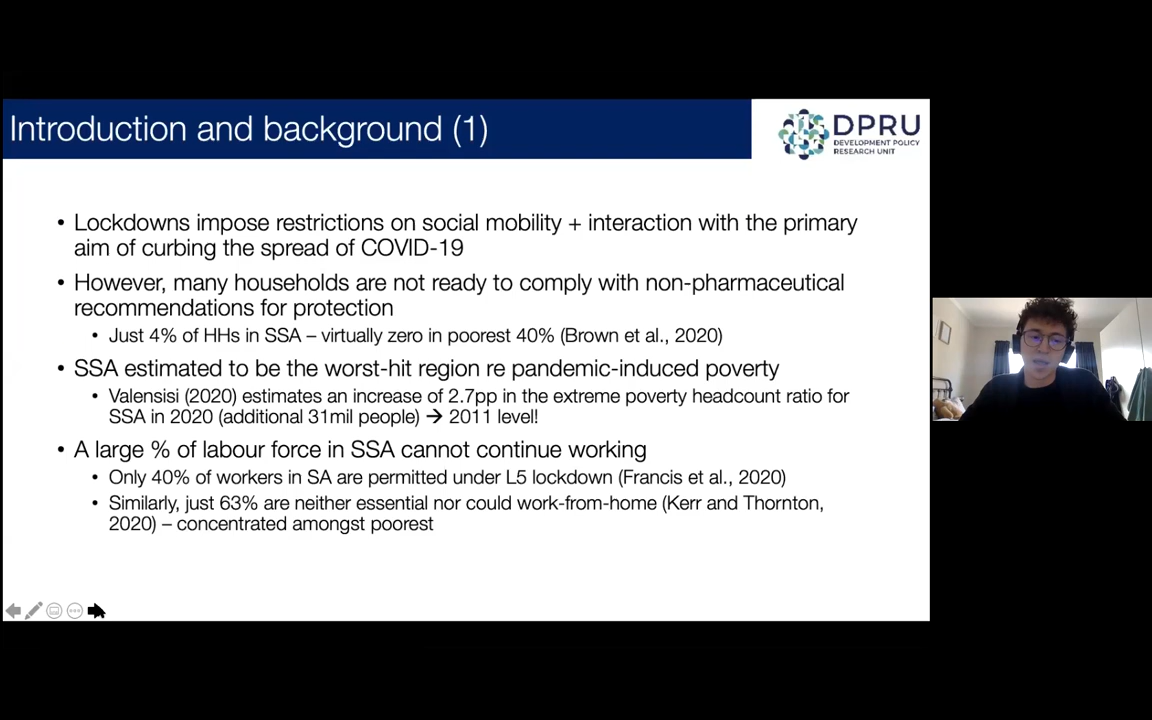 Introduction and background (1)
DPRU
DEVELOPMENT POLICY
RESEARCH UNIT
• Lockdowns impose restrictions on social mobility + interaction with the primary
aim of curbing the spread of COVID-19
• However, many households are not ready to comply with non-pharmaceutical
recommendations for protection
• Just 4% of HHs in SSA – virtually zero in poorest 40% (Brown et al., 2020)
• SSA estimated to be the worst-hit region re pandemic-induced poverty
• Valensisi (2020) estimates an increase of 2.7pp in the extreme poverty headcount ratio for
SSA in 2020 (additional 31mil people) → 2011 level!
• A large % of labour force in SSA cannot continue working
• Only 40% of workers in SA are permitted under L5 lockdown (Francis et al., 2020)
• Similarly, just 63% are neither essential nor could work-from-home (Kerr and Thornton,
2020) – concentrated amongst poorest